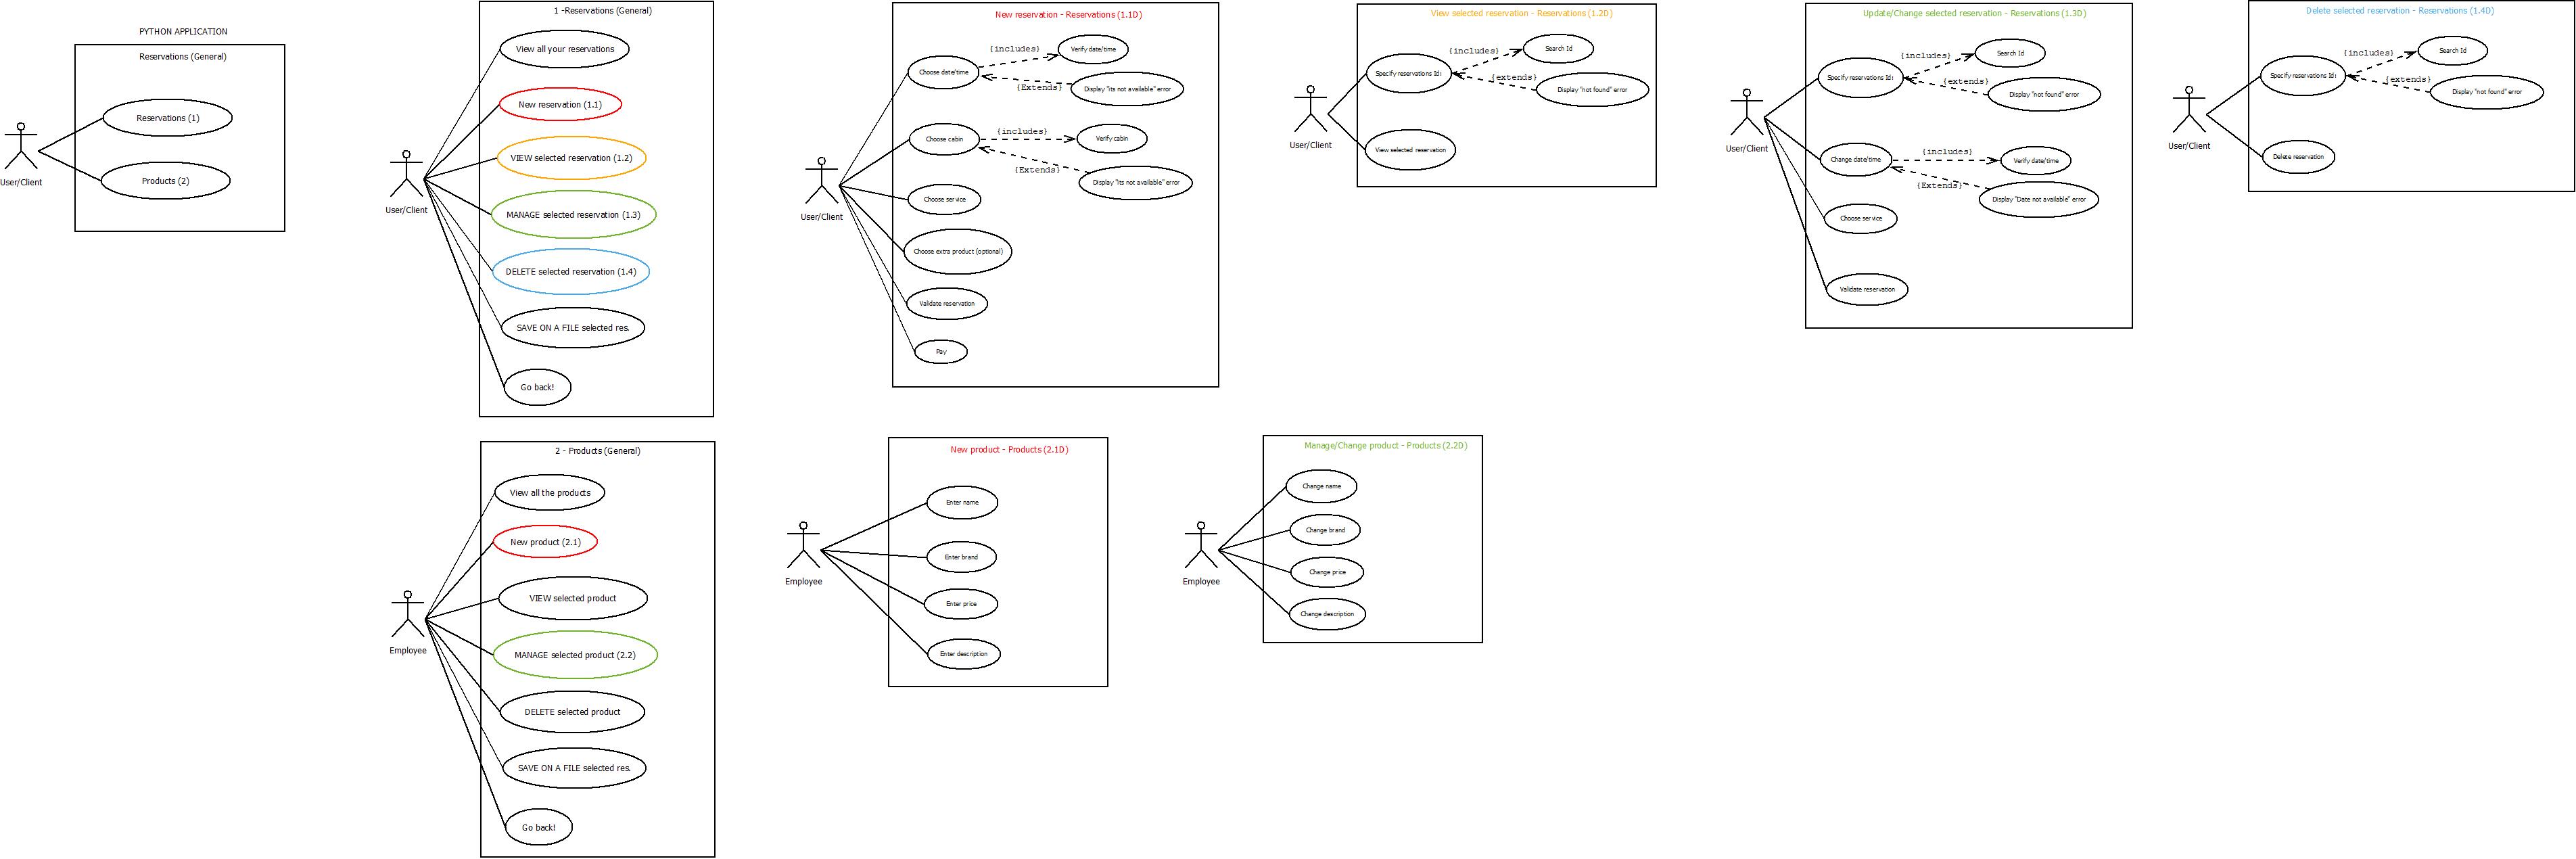 PYTHON APPLICATION
Reservations (General)
Reservations (1)
Products (2)
User/Client
1 -Reservations (General)
View all your reservations
New reservation (1.1)
VIEW selected reservation (1.2)
MANAGE selected reservation (1.3)
DELETE selected reservation (1.4)
SAVE ON A FILE selected res.
Go back!
User/Client
New reservation - Reservations (1.1D)
Choose date/time
{includes}
Verify date/time
{Extends}
Display "its not available" error
Choose cabin
{includes}
Verify cabin
{Extends}
Display "its not available" error
Choose service
Choose extra product (optional)
Validate reservation
Pay
User/Client
View selected reservation - Reservations (1.2D)
Specify reservations Id:
{includes}
Search Id
{extends}
Display "not found" error
View selected reservation
User/Client
Update/Change selected reservation - Reservations (1.3D)
Specify reservations Id:
{includes}
Search Id
{extends}
Display "not found" error
Change date/time
{includes}
Verify date/time
{Extends}
Display "Date not available" error
Choose service
Validate reservation
User/Client
Delete selected reservation - Reservations (1.4D)
Specify reservations Id:
{includes}
Search Id
{extends}
Display "not found" error
Delete reservation
User/Client
2 - Products (General)
View all the products
New product (2.1)
VIEW selected product
MANAGE selected product (2.2)
DELETE selected product
SAVE ON A FILE selected res.
Go back!
Employee
New product - Products (2.1D)
Enter name
Enter brand
Enter price
Enter description
Employee
Manage/Change product - Products (2.2D)
Change name
Change brand
Change price
Change description
Employee